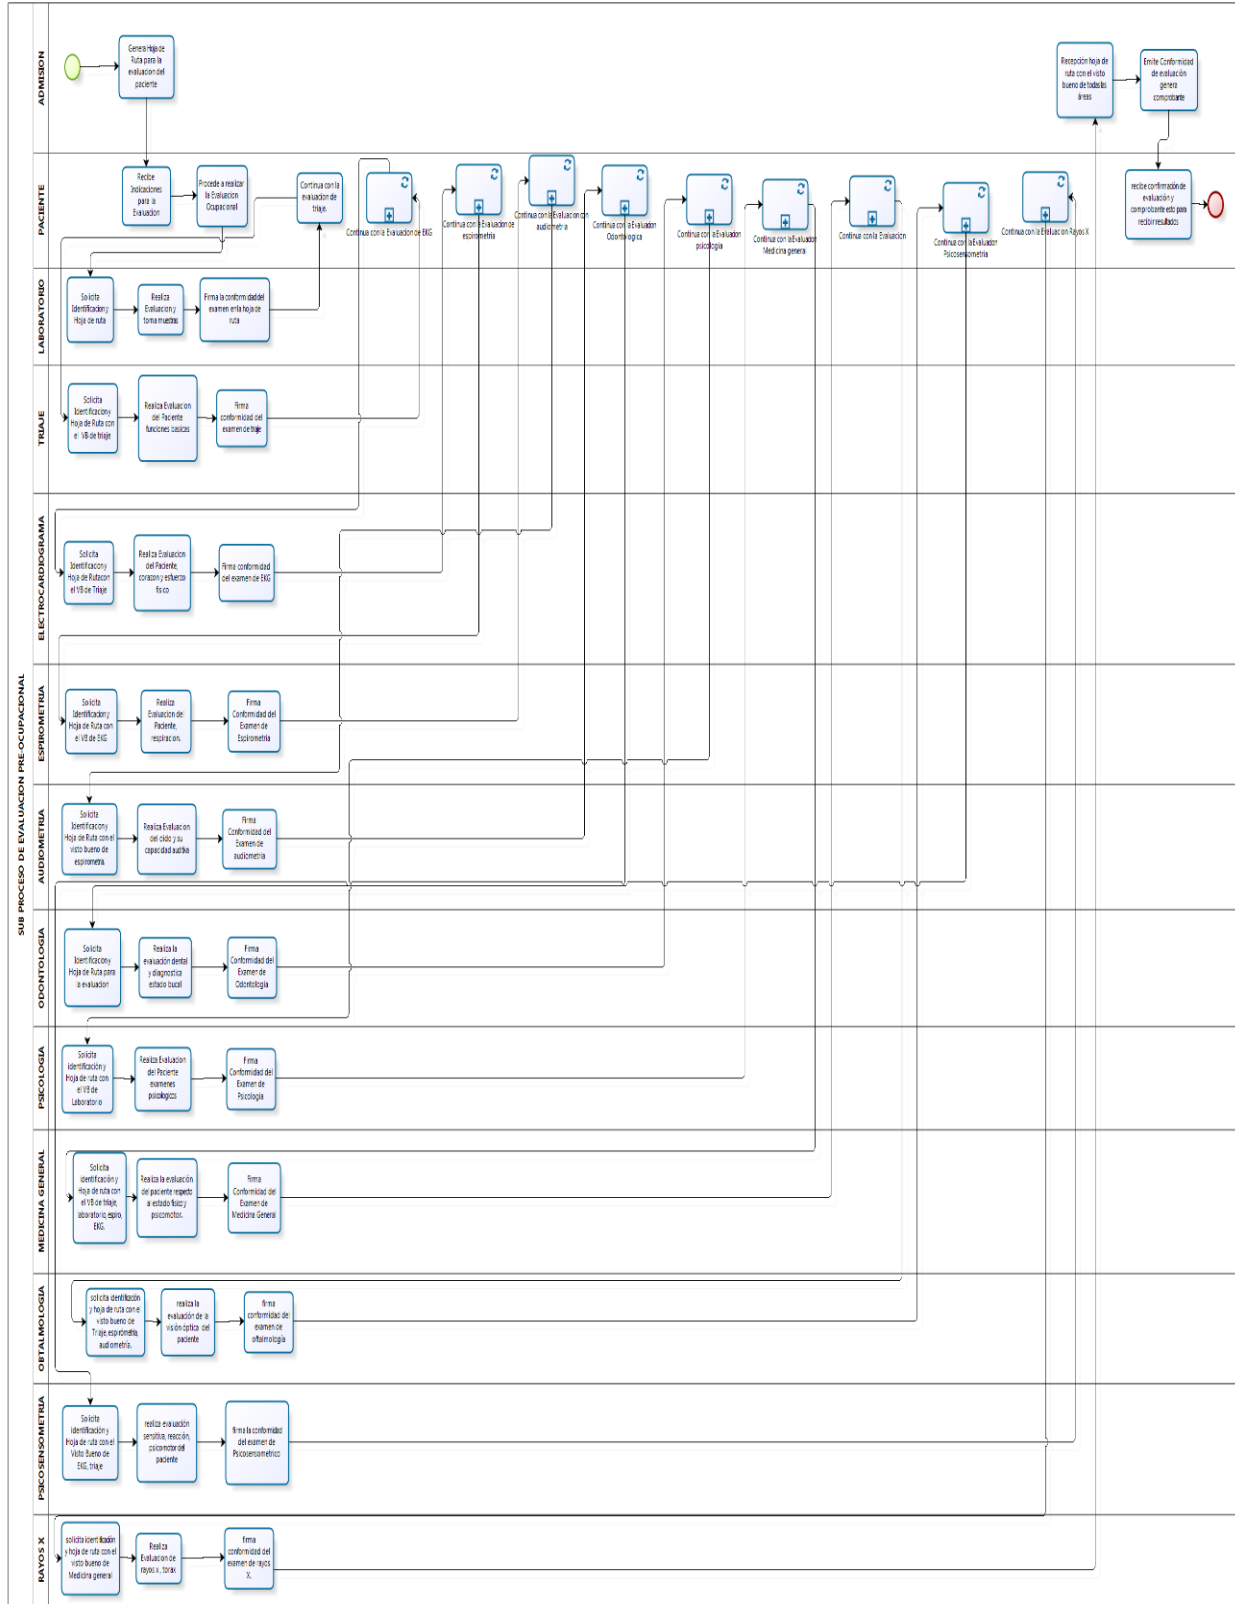 SUB PROCESO DE EVALUACION PRE-OCUPACIONAL
ADMISION
Genera Hoja de
Ruta para la
evaluacion del
paciente
Recepción hoja de
ruta con el visto
bueno de todas las
áreas
Emite Conformidad
de evaluación
genera
comprobante
PACIENTE
Recibe
Indicaciones
para la
Evaluacion
Procede a realizar
la Evaluacion
Ocupacional
Continua con la
evaluacion de
triaje.
Continua con la Evaluacion de EKG
Continua con la Evaluacion de
espirometria
Continua con la Evaluacion con
audiometria
Continua con la Evaluacion
Odontologica
Continua con la Evaluacion
psicologia
Continua con la Evaluacion
Medicina general
Continua con la Evaluacion
Continua con la Evaluacion
Psicosensometria
Continua con la Evaluacion Rayos X
recibe confirmación de
evaluación y
comprobante esto para
recibir resultados
LABORATORIO
Solicita
Identificacion y
Hoja de ruta
Realiza
Evaluacion y
toma muestras
Firma la conformidad del
examen en la hoja de
ruta
TRIAJE
Solicita
Identificacion y
Hoja de Ruta con
el VB de triaje
Realiza Evaluacion
del Paciente
funciones basicas
Firma
conformidad del
examen de triaje
ELECTROCARDIOGRAMA
Solicita
Identificacion y
Hoja de Ruta con
el VB de Triaje
Realiza Evaluacion
del Paciente,
corazon y esfuerzo
fisico
Firma conformidad
del examen de EKG
ESPIROMETRIA
Solicita
Identificacion y
Hoja de Ruta con
el VB de EKG
Realiza
Evaluacion del
Paciente,
respiracion.
Firma
Conformidad del
Examen de
Espirometria
AUDIOMETRIA
Solicita
Identificacion y
Hoja de Ruta con el
visto bueno de
espirometra.
Realiza Evaluacion
del oido y su
capacidad auditiva
Firma
Conformidad del
Examen de
audiometria
ODONTOLOGIA
Solicita
Identificacion y
Hoja de Ruta para
la evaluacion
Realiza la
evaluación dental
y diagnostica
estado bucal
Firma
Conformidad del
Examen de
Odontología
PSICOLOGIA
Solicita
identificación y
Hoja de ruta con
el VB de
Laboratorio
Realiza Evaluacion
del Paciente
examenes
psicologicos
Firma
Conformidad del
Examen de
Psicología
MEDICINA GENERAL
Solicita
identificación y
Hoja de ruta con
el VB de triaje,
laboratorio, espiro,
EKG.
Realiza la evaluación
del paciente respecto
al estado fisico y
psicomotor.
Firma
Conformidad del
Examen de
Medicina General
OBTALMOLOGIA
solicita identificación
y hoja de ruta con el
visto bueno de
Triaje, espirómetria,
audiometría.
realiza la
evaluación de la
visión óptica del
paciente
firma
conformidad del
examen de
oftalmología
PSICOSENSOMETRIA
Solicita
identificación y
Hoja de ruta con el
Visto Bueno de
EKG, triaje
realiza evaluación
sensitiva, reacción,
psicomotor del
paciente
firma la conformidad
del examen de
Psicosensometrico
RAYOS X
solicita identificación
y hoja de ruta con el
visto bueno de
Medicina general
Realiza
Evaluacion de
rayos x , torax
firma
conformidad del
examen de rayos
X.